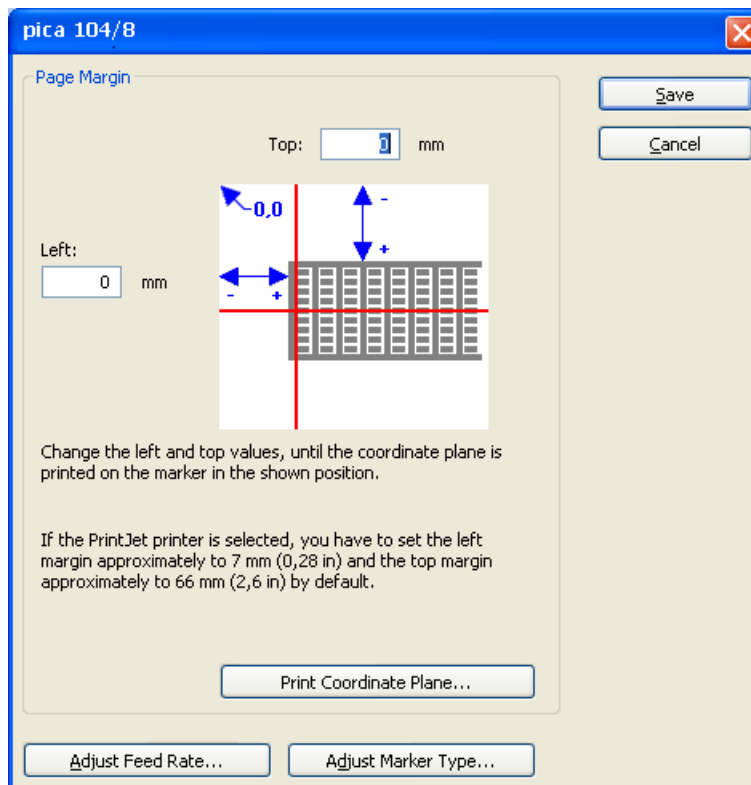 pica 104/8
Page Margin
Save
Cancel
Top: 0 mm
0,0
-
+
Left:
0 mm
- +
Change the left and top values, until the coordinate plane is
printed on the marker in the shown position.
If the PrintJet printer is selected, you have to set the left
margin approximately to 7 mm (0,28 in) and the top margin
approximately to 66 mm (2,6 in) by default.
Print Coordinate Plane...
Adjust Feed Rate... Adjust Marker Type...